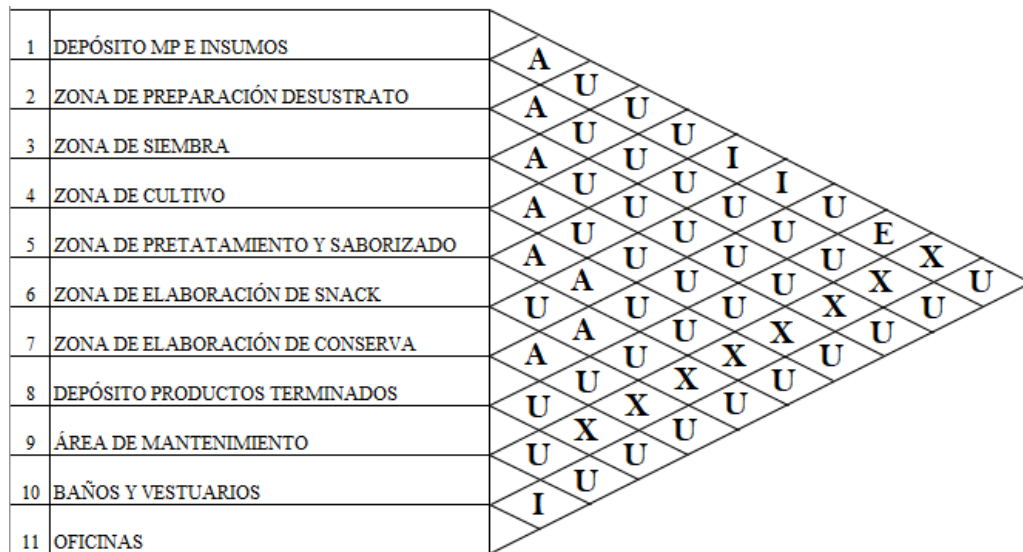 1 DEPÓSITO MP E INSUMOS
A
U
2 ZONA DE PREPARACIÓN DESUSTRATO
A U
U U
3 ZONA DE SIEMBRA
A U I
U U I
4 ZONA DE CULTIVO
A U U U
U U U E
5 ZONA DE PRETATAMIENTO Y SABORIZADO
A U U U X
A U U X U
6 ZONA DE ELABORACIÓN DE SNACK
U U U X U
A U X U
7 ZONA DE ELABORACIÓN DE CONSERVA
A U X U
U X U
8 DEPÓSITO PRODUCTOS TERMINADOS
U X U
X U
9 ÁREA DE MANTENIMIENTO
U U
U
10 BAÑOS Y VESTUARIOS
I
11 OFICINAS